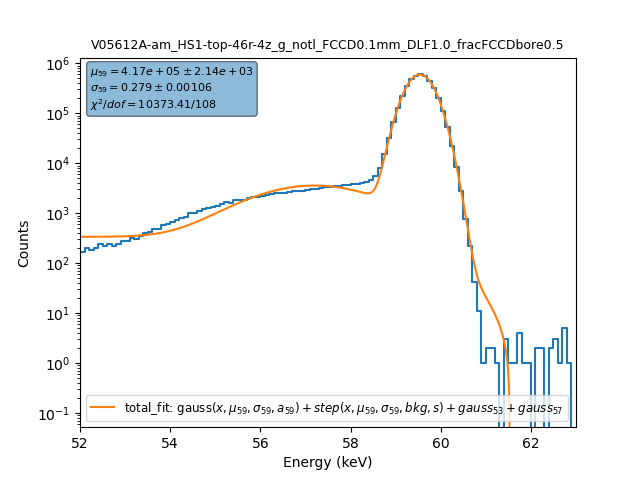 V05612A-am_HS1-top-46r-4z_g_notl_FCCD0.1mm_DLF1.0_fracFCCDbore0.5
μ₅₉ = 4.17e + 05 ± 2.14e + 03
σ₅₉ = 0.279 ± 0.00106
χ²/dof = 10373.41/108
Counts
10⁶
10⁵
10⁴
10³
10²
10¹
10⁰
10⁻¹
total_fit: gauss(x, μ₅₉, σ₅₉, a₅₉) + step(x, μ₅₉, σ₅₉, bkg, s) + gauss₅₃ + gauss₅₇
52 54 56 58 60 62
Energy (keV)